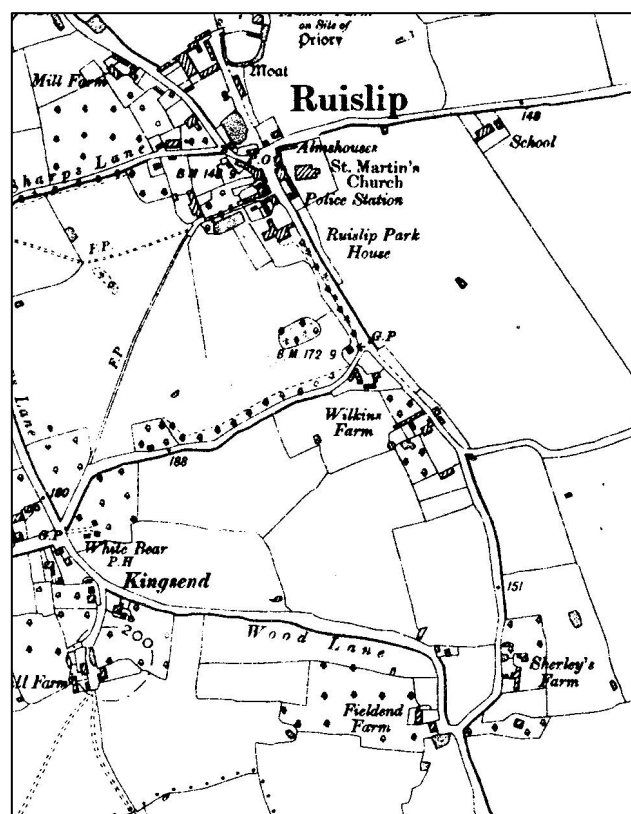 on Site of
Priory
Mill Farm
Moat
Ruislip
148
School
Almshouses
St. Martin's
Church
Police Station
Sharps Lane
B M 148 9
F.P
Ruislip Park
House
G.P
B M 172 9
F.P
Lane
Wilkins
Farm
188
180
G.P
White Bear
P.H
Kingsend
151
200
Wood Lane
Sherley's
Farm
Fieldend
Farm
ill Farm